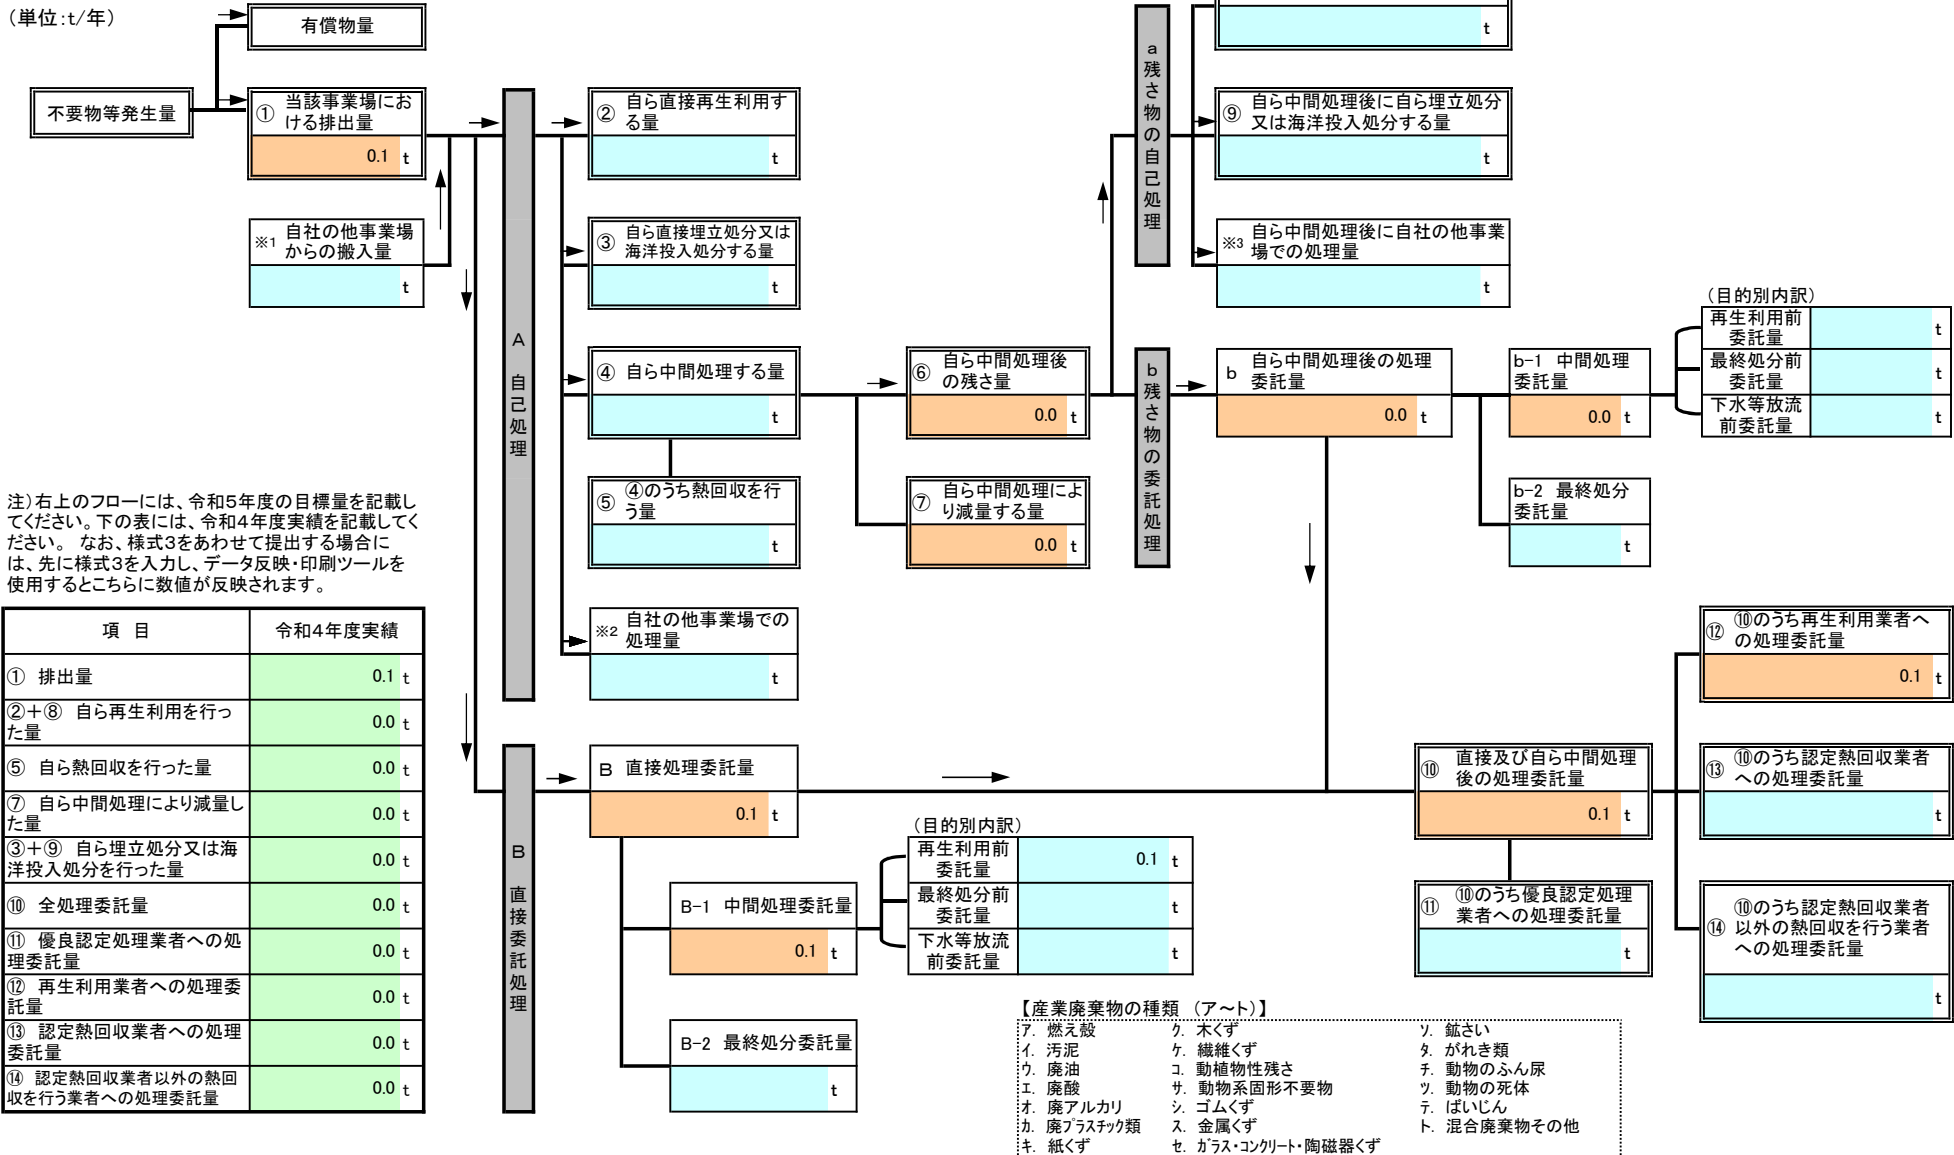 (単位:t/年)
有償物量
不要物等発生量
① 当該事業場にお
ける排出量
0.1 t
※1 自社の他事業場
からの搬入量
t
A 自己処理
② 自ら直接再生利用す
る量
t
③ 自ら直接埋立処分又は
海洋投入処分する量
t
④ 自ら中間処理する量
t
⑤ ④のうち熱回収を行
う量
t
※2 自社の他事業場での
処理量
t
⑥ 自ら中間処理後
の残さ量
0.0 t
⑦ 自ら中間処理によ
り減量する量
0.0 t
a 残さ物の自己処理
t
⑨ 自ら中間処理後に自ら埋立処分
又は海洋投入処分する量
t
※3 自ら中間処理後に自社の他事業
場での処理量
t
b 残さ物の委託処理
b 自ら中間処理後の処理
委託量
0.0 t
b-1 中間処理
委託量
0.0 t
(目的別内訳)
再生利用前
委託量
t
最終処分前
委託量
t
下水等放流
前委託量
t
b-2 最終処分
委託量
t
注)右上のフローには、令和5年度の目標量を記載し
てください。下の表には、令和4年度実績を記載してく
ださい。 なお、様式3をあわせて提出する場合に
は、先に様式3を入力し、データ反映・印刷ツールを
使用するとこちらに数値が反映されます。
項 目 令和4年度実績
① 排出量 0.1 t
②+⑧ 自ら再生利用を行っ
た量 0.0 t
⑤ 自ら熱回収を行った量 0.0 t
⑦ 自ら中間処理により減量し
た量 0.0 t
③+⑨ 自ら埋立処分又は海
洋投入処分を行った量 0.0 t
⑩ 全処理委託量 0.0 t
⑪ 優良認定処理業者への処
理委託量 0.0 t
⑫ 再生利用業者への処理委
託量 0.0 t
⑬ 認定熱回収業者への処理
委託量 0.0 t
⑭ 認定熱回収業者以外の熱回
収を行う業者への処理委託量 0.0 t
B 直接委託処理
B 直接処理委託量
0.1 t
B-1 中間処理委託量
0.1 t
(目的別内訳)
再生利用前
委託量
0.1 t
最終処分前
委託量
t
下水等放流
前委託量
t
B-2 最終処分委託量
t
⑩ 直接及び自ら中間処理
後の処理委託量
0.1 t
⑪ ⑩のうち優良認定処理
業者への処理委託量
t
⑫ ⑩のうち再生利用業者へ
の処理委託量
0.1 t
⑬ ⑩のうち認定熱回収業者
への処理委託量
t
⑭ ⑩のうち認定熱回収業者
以外の熱回収を行う業者
への処理委託量
t
【産業廃棄物の種類 (ア~ト)】
ア. 燃え殻 ク. 木くず ソ. 鉱さい
イ. 汚泥 ケ. 繊維くず タ. がれき類
ウ. 廃油 コ. 動植物性残さ チ. 動物のふん尿
エ. 廃酸 サ. 動物系固形不要物 ツ. 動物の死体
オ. 廃アルカリ シ. ゴムくず テ. ばいじん
カ. 廃プラスチック類 ス. 金属くず ト. 混合廃棄物その他
キ. 紙くず セ. ガラス・コンクリート・陶磁器くず